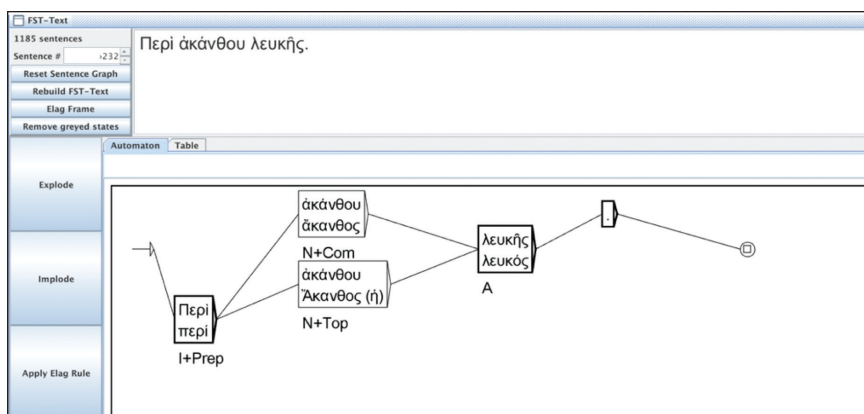 FST-Text
1185 sentences
Sentence # ›232
Reset Sentence Graph
Rebuild FST-Text
Elag Frame
Remove greyed states
Περὶ ἀκάνθου λευκῆς.
Automaton Table
Explode
Implode
Apply Elag Rule
Περὶ
περί
I+Prep
ἀκάνθου
ἄκανθος
N+Com
ἀκάνθου
Ἄκανθος (ἡ)
N+Top
λευκῆς
λευκός
A
.